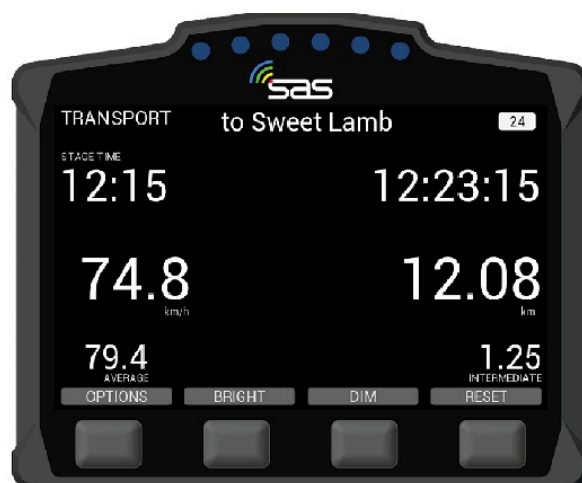 sas
TRANSPORT to Sweet Lamb 24
STAGE TIME
12:15 12:23:15
74.8 12.08
km/h km
79.4 1.25
AVERAGE INTERMEDIATE
OPTIONS BRIGHT DIM RESET